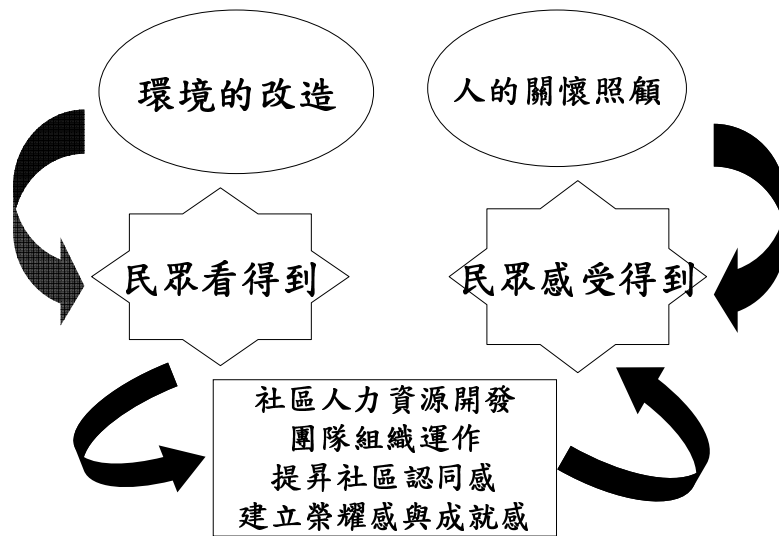 環境的改造
人的關懷照顧
民眾看得到
民眾感受得到
社區人力資源開發
團隊組織運作
提昇社區認同感
建立榮耀感與成就感